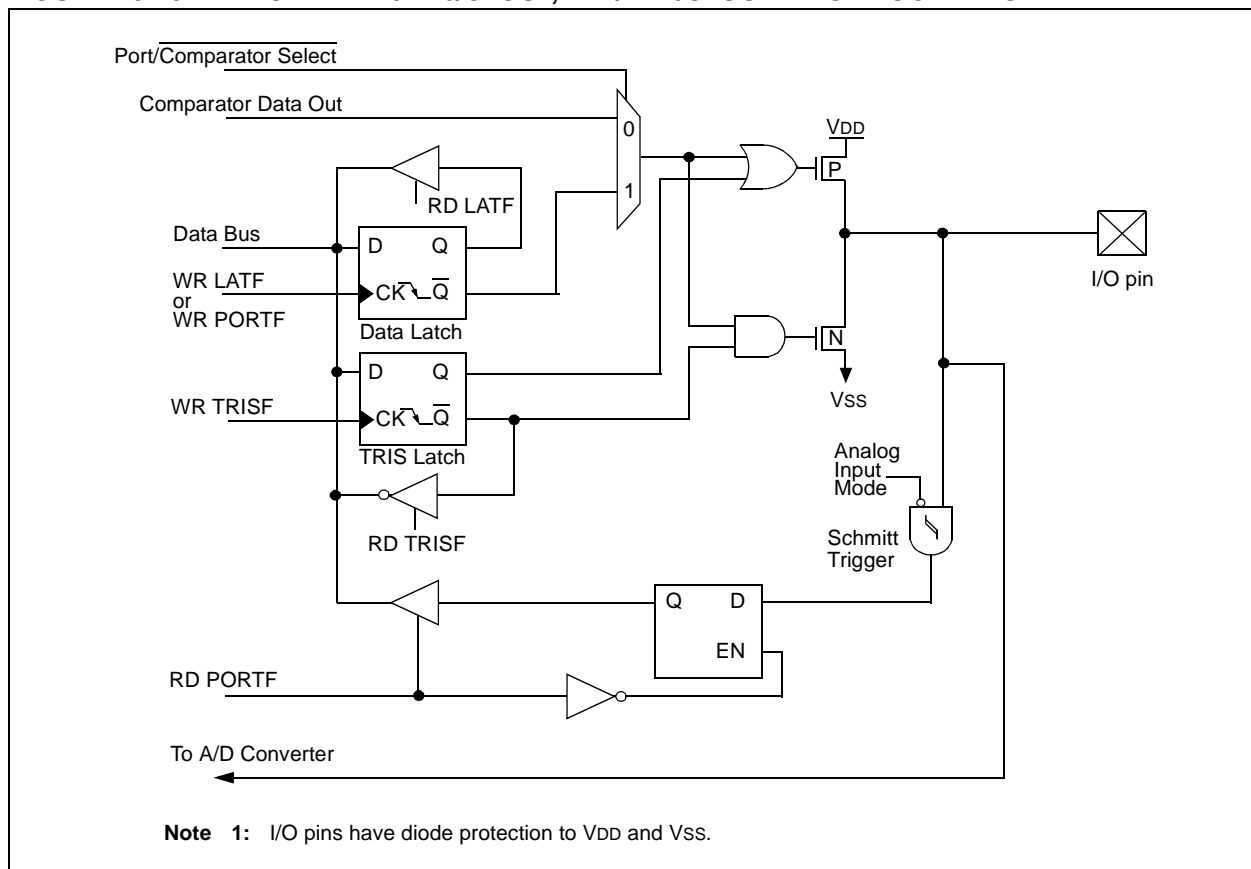 Port/Comparator Select
Comparator Data Out
0
1
VDD
P
RD LATF
Data Bus
D Q
WR LATF
or
WR PORTF
CK Q
Data Latch
I/O pin
N
VSS
D Q
WR TRISF
CK Q
TRIS Latch
RD TRISF
Analog
Input
Mode
Schmitt
Trigger
Q D
EN
RD PORTF
To A/D Converter
Note 1: I/O pins have diode protection to VDD and VSS.